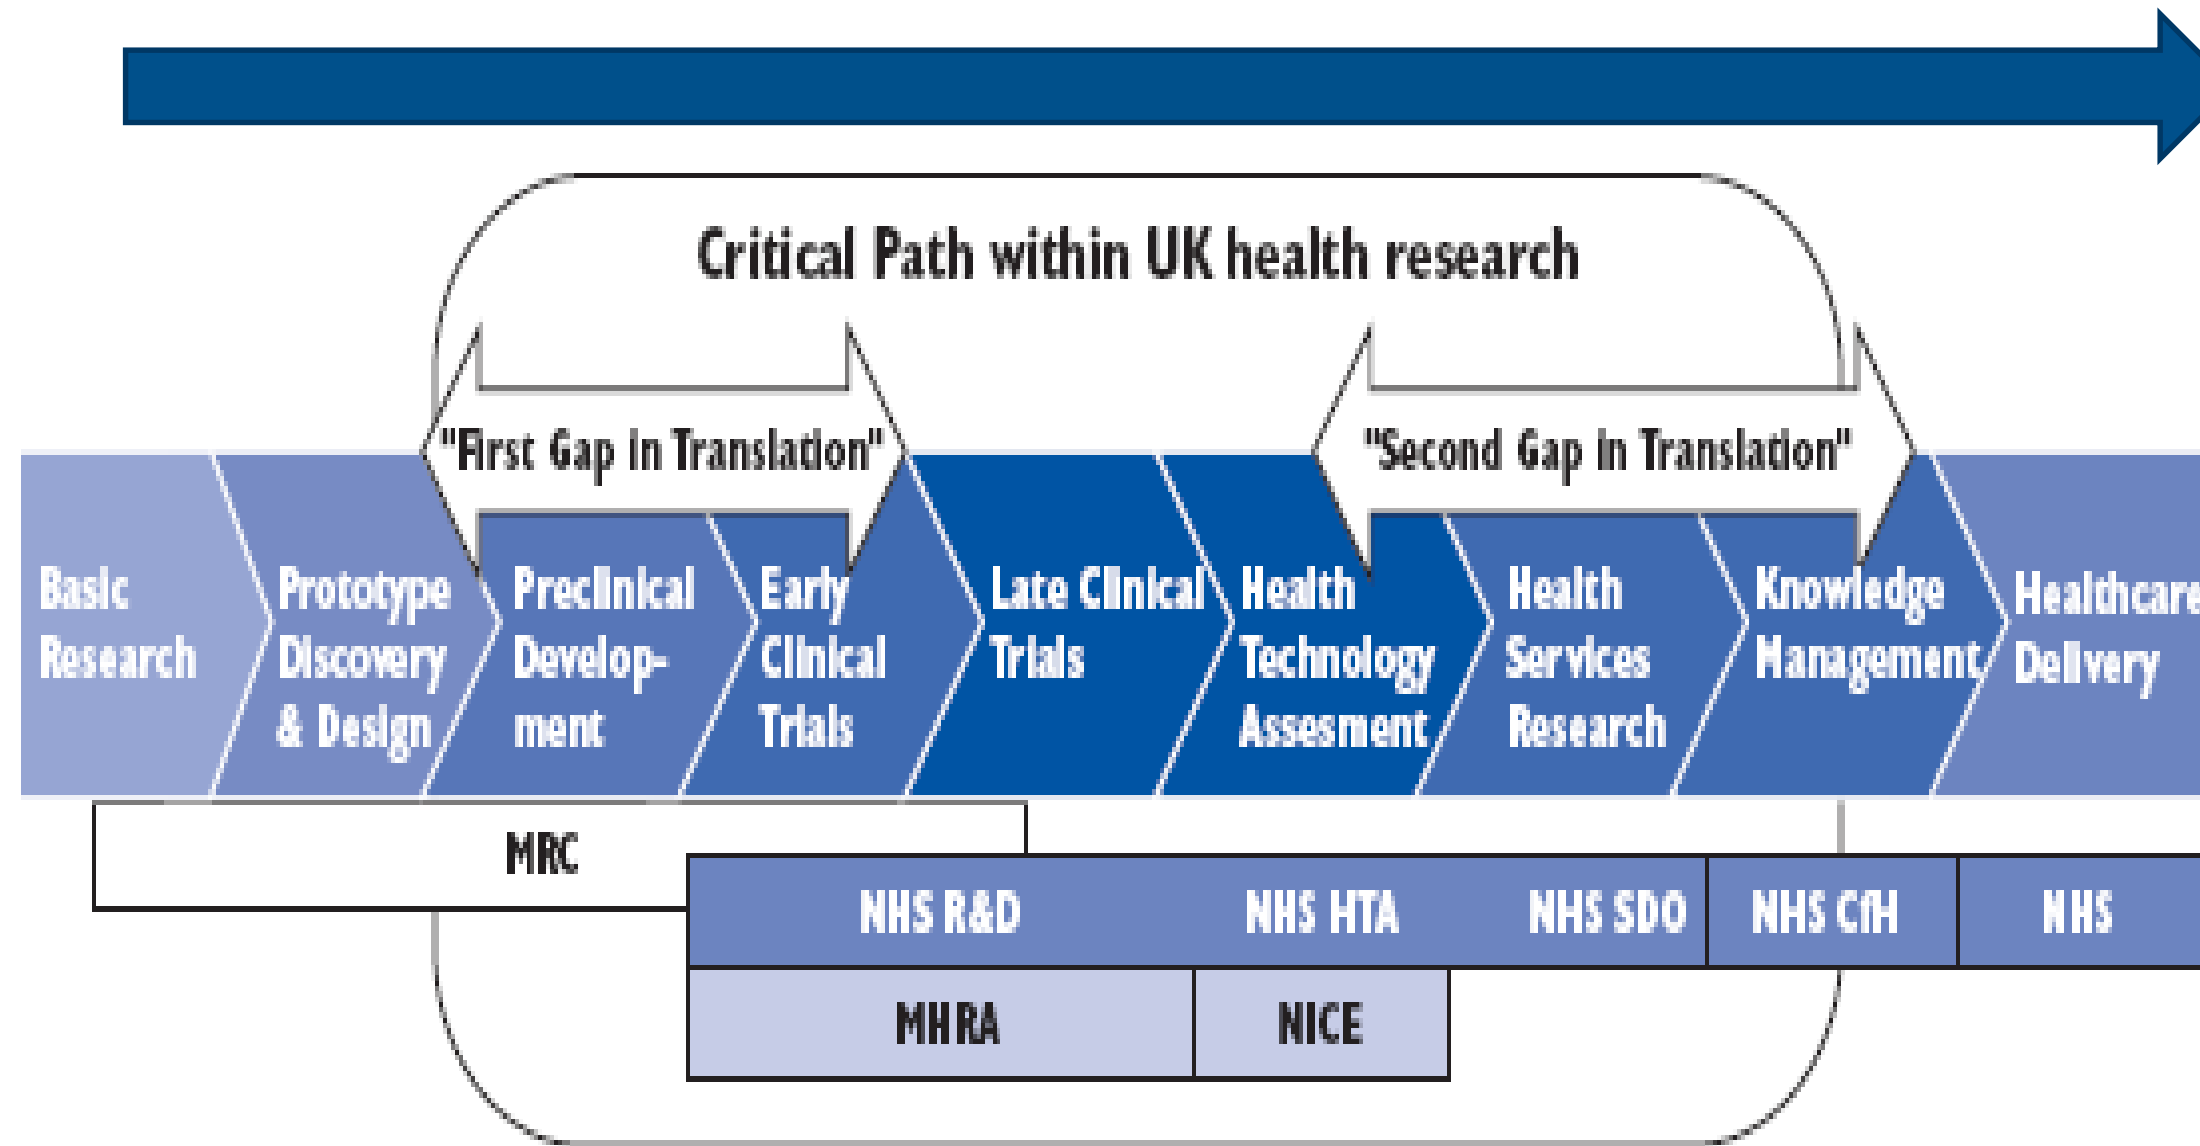 Critical Path within UK health research
"First Gap in Translation"
"Second Gap in Translation"
Basic
Research
Prototype
Discovery
& Design
Preclinical
Develop-
ment
Early
Clinical
Trials
Late Clinical
Trials
Health
Technology
Assesment
Health
Services
Research
Knowledge
Management
Healthcare
Delivery
MRC
NHS R&D
NHS HTA
NHS SDO
NHS CfH
NHS
MHRA
NICE